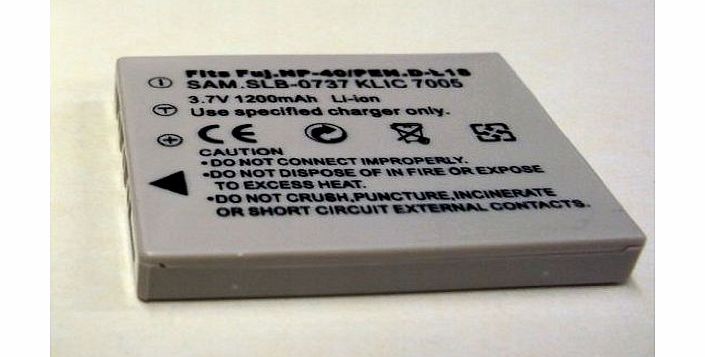 Fits Fuj.NP-40/PEN.D-L18
SAM.SLB-0737 KLIC 7005
3.7V 1200mAh Li-ion
Use specified charger only.
CE
CAUTION
•DO NOT CONNECT IMPROPERLY.
•DO NOT DISPOSE OF IN FIRE OR EXPOSE
TO EXCESS HEAT.
•DO NOT CRUSH,PUNCTURE,INCINERATE
OR SHORT CIRCUIT EXTERNAL CONTACTS.